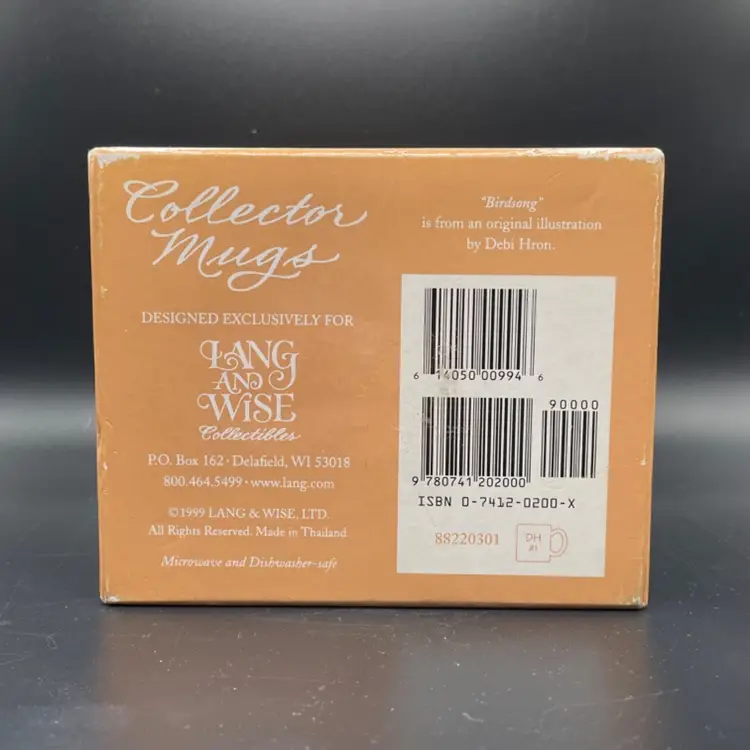 Collector
Mugs
DESIGNED EXCLUSIVELY FOR
LANG
AND
WISE
Collectibles
P.O. Box 162 · Delafield, WI 53018
800.464.5499 · www.lang.com
©1999 LANG & WISE, LTD.
All Rights Reserved. Made in Thailand
Microwave and Dishwasher-safe
"Birdsong"
is from an original illustration
by Debi Hron.
6 14050 00994 6
90000
9 780741 202000
ISBN 0-7412-0200-X
88220301
DH
#1